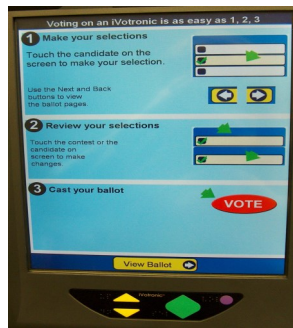 Voting on an iVotronic is as easy as 1, 2, 3
1 Make your selections
Touch the candidate on the
screen to make your selection.
Use the Next and Back
buttons to view
the ballot pages.
2 Review your selections
Touch the contest or the
candidate on
screen to make
changes.
3 Cast your ballot
VOTE
View Ballot
iVotronic